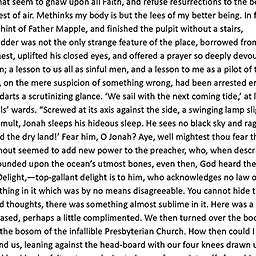 hat seem to gnaw upon all Faith, and refuse resurrections to the be
est of air. Methinks my body is but the lees of my better being. In f
hint of Father Mapple, and finished the pulpit without a stairs,
dder was not the only strange feature of the place, borrowed from
nest, uplifted his closed eyes, and offered a prayer so deeply devou
n; a lesson to us all as sinful men, and a lesson to me as a pilot of t
, on the mere suspicion of something wrong, had been arrested er
darts a scrutinizing glance. 'We sail with the next coming tide,' at l
ls' wards. "Screwed at its axis against the side, a swinging lamp slig
mult, Jonah sleeps his hideous sleep. He sees no black sky and rag
d the dry land!' Fear him, O Jonah? Aye, well mightest thou fear th
hout seemed to add new power to the preacher, who, when descri
ounded upon the ocean's utmost bones, even then, God heard the
Delight,—top-gallant delight is to him, who acknowledges no law o
thing in it which was by no means disagreeable. You cannot hide t
d thoughts, there was something almost sublime in it. Here was a
ased, perhaps a little complimented. We then turned over the boo
the bosom of the infallible Presbyterian Church. How then could I
nd us, leaning against the head-board with our four knees drawn u